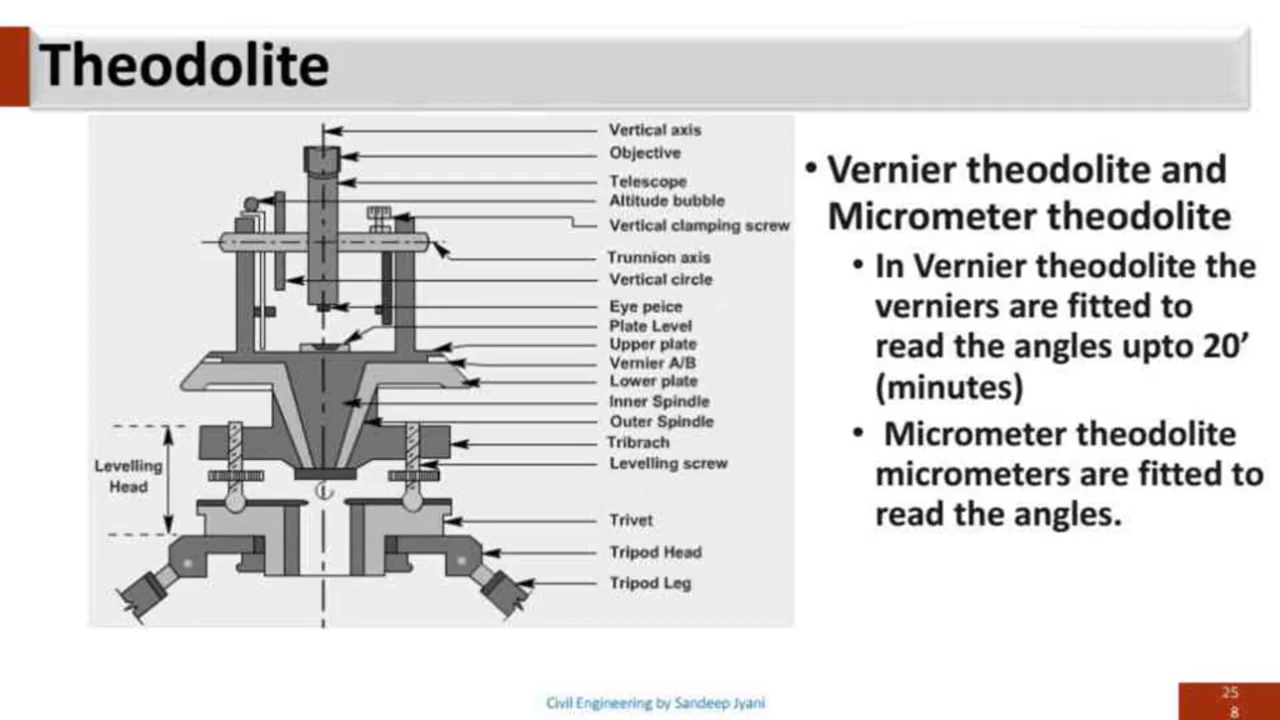 Theodolite
Vertical axis
Objective
Telescope
Altitude bubble
Vertical clamping screw
Trunnion axis
Vertical circle
Eye peice
Plate Level
Upper plate
Vernier A/B
Lower plate
Inner Spindle
Outer Spindle
Tribrach
Levelling screw
Levelling
Head
Trivet
Tripod Head
Tripod Leg
• Vernier theodolite and
Micrometer theodolite
• In Vernier theodolite the
verniers are fitted to
read the angles upto 20’
(minutes)
• Micrometer theodolite
micrometers are fitted to
read the angles.
Civil Engineering by Sandeep Jyani
25
8